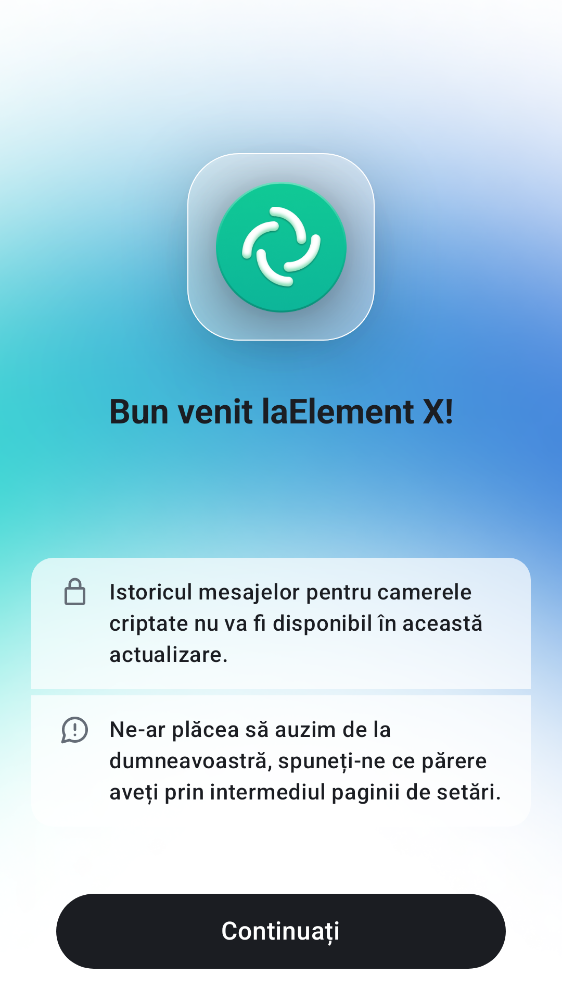 Bun venit laElement X!
Istoricul mesajelor pentru camerele
criptate nu va fi disponibil în această
actualizare.
Ne-ar plăcea să auzim de la
dumneavoastră, spuneți-ne ce părere
aveți prin intermediul paginii de setări.
Continuați